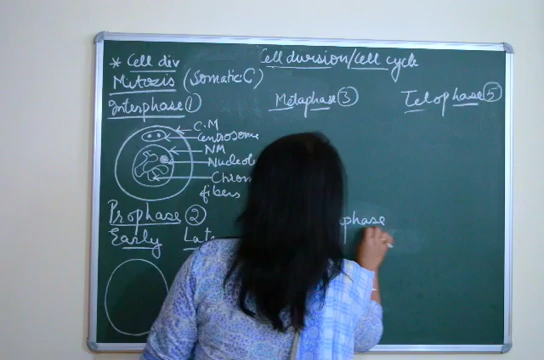 Cell division/Cell cycle
* Cell div
Mitosis (Somatic C)
Interphase 1
Metaphase 3
Telophase 5
C.M
Centrosome
NM
Chrom
fibers
Prophase 2
Early
phase